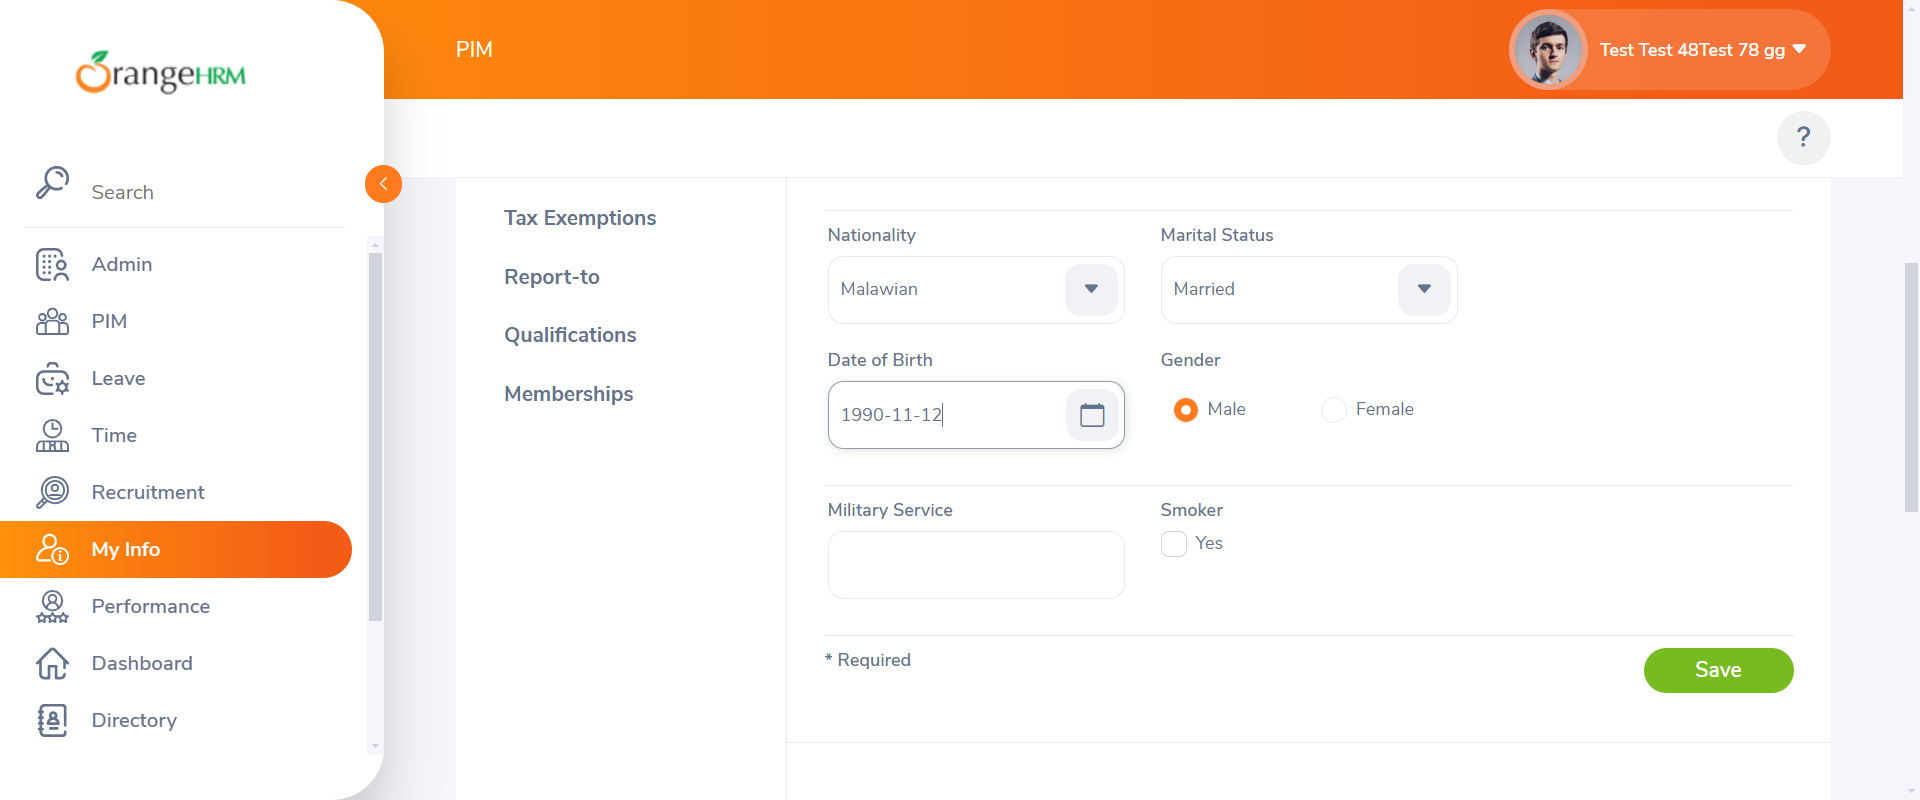 OrangeHRM
PIM
Test Test 48Test 78 gg
?
Search
Admin
PIM
Leave
Time
Recruitment
My Info
Performance
Dashboard
Directory
Tax Exemptions
Report-to
Qualifications
Memberships
Nationality
Marital Status
Malawian
Married
Date of Birth
Gender
1990-11-12
Male
Female
Military Service
Smoker
Yes
* Required
Save